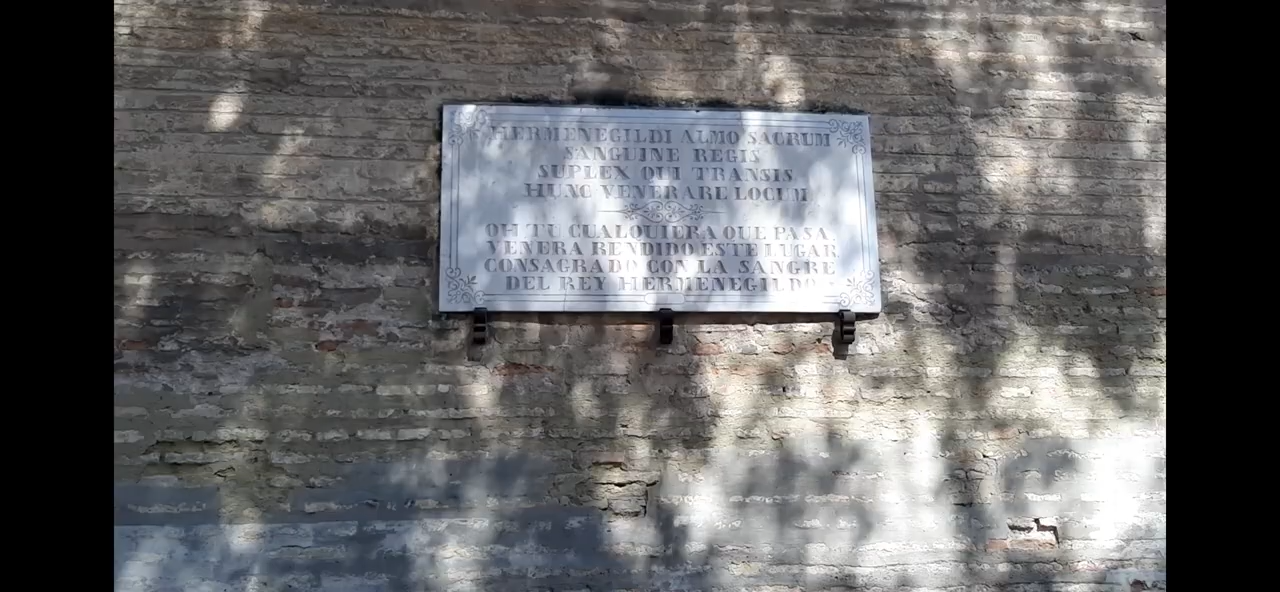 HERMENEGILDI ALMO SACRUM
SANGUINE REGIS
SUPLEX QUI TRANSIS
HUNC VENERARE LOCUM
OH TU CUALQUIERA QUE PASA,
VENERA RENDIDO ESTE LUGAR
CONSAGRADO CON LA SANGRE
DEL REY HERMENEGILDO